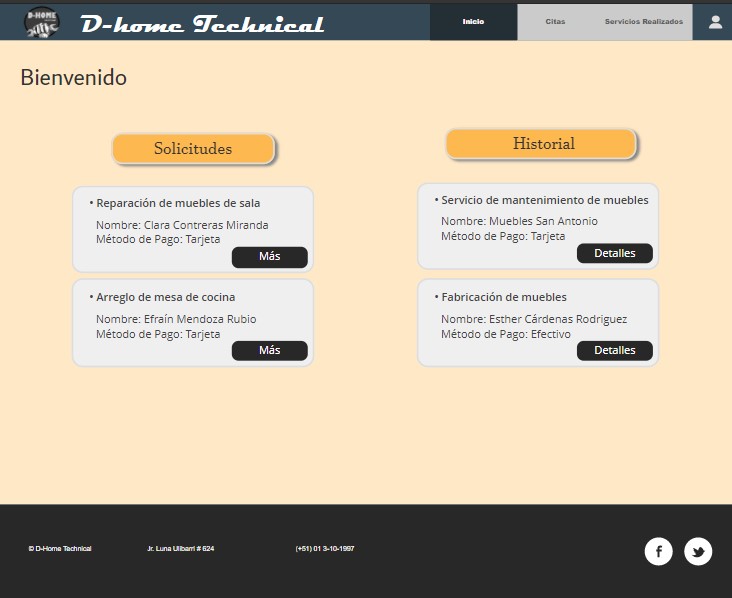 D-HOME
D-home Technical
Inicio
Citas
Servicios Realizados
Bienvenido
Solicitudes
• Reparación de muebles de sala
Nombre: Clara Contreras Miranda
Método de Pago: Tarjeta
Más
• Arreglo de mesa de cocina
Nombre: Efraín Mendoza Rubio
Método de Pago: Tarjeta
Más
Historial
• Servicio de mantenimiento de muebles
Nombre: Muebles San Antonio
Método de Pago: Tarjeta
Detalles
• Fabricación de muebles
Nombre: Esther Cárdenas Rodriguez
Método de Pago: Efectivo
Detalles
© D-Home Technical
Jr. Luna Ulibarri # 624
(+51) 01 3-10-1997